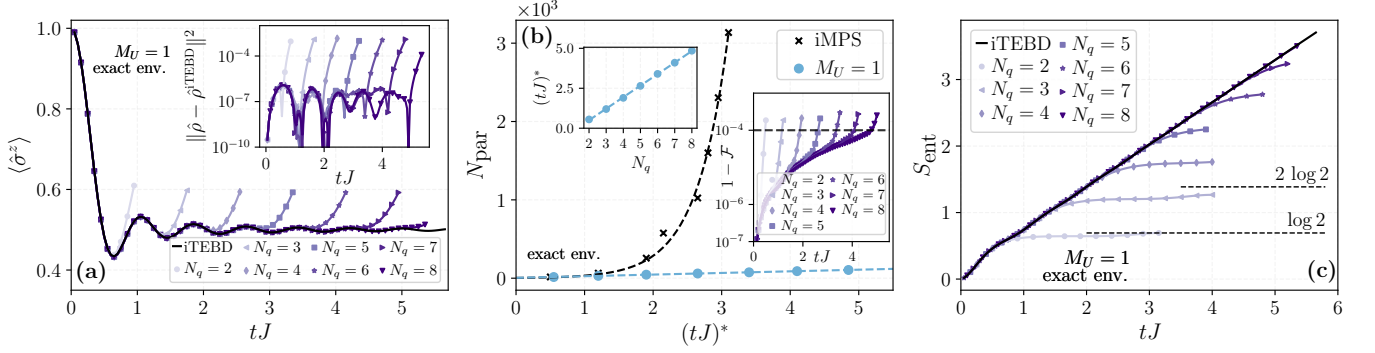 (a)
⟨σ̂ᶻ⟩
1.0
0.8
0.6
0.4
0
1
2
3
4
5
tJ
M_U = 1
exact env.
||ρ̂ − ρ̂^iTEBD||²
10⁻⁴
10⁻⁷
10⁻¹⁰
0
2
4
tJ
iTEBD
N_q = 2
N_q = 3
N_q = 4
N_q = 5
N_q = 6
N_q = 7
N_q = 8
(b)
×10³
N_par
3
2
1
0
0
1
2
3
4
5
(tJ)*
exact env.
iMPS
M_U = 1
(tJ)*
5.0
2.5
0.0
2 3 4 5 6 7 8
N_q
1 − F
10⁻⁴
10⁻⁶
10⁻⁷
0
2
4
tJ
N_q = 2
N_q = 3
N_q = 4
N_q = 5
N_q = 6
N_q = 7
N_q = 8
(c)
S_ent
3
2
1
0
0
1
2
3
4
5
6
tJ
iTEBD
N_q = 2
N_q = 3
N_q = 4
N_q = 5
N_q = 6
N_q = 7
N_q = 8
2 log 2
log 2
M_U = 1
exact env.